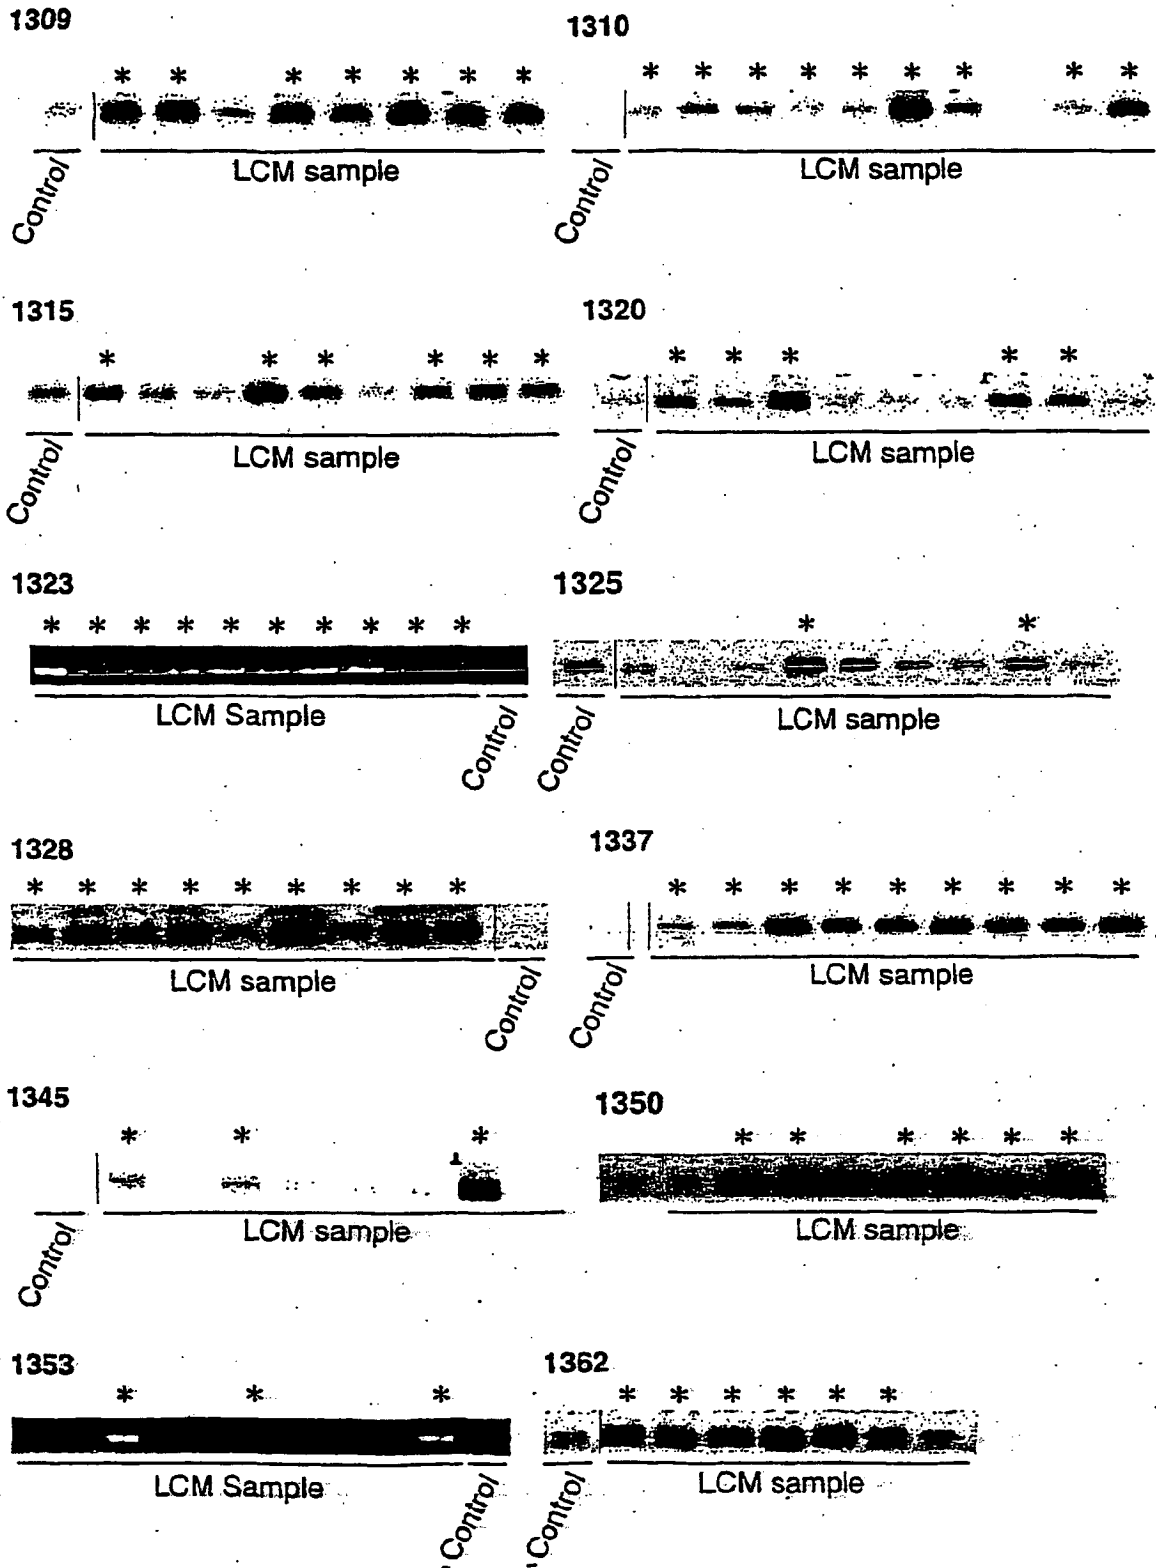 1309 1310
* * * * * * * * * * * * * * * *
LCM sample LCM sample
Control Control
1315 1320
* * * * * * * * * * *
LCM sample LCM sample
Control Control
1323 1325
* * * * * * * * * * * *
LCM Sample LCM sample
Control Control
1328 1337
* * * * * * * * * * * * * * * * * *
LCM sample LCM sample
Control Control
1345 1350
* * * * * * * * *
LCM sample LCM sample
Control
1353 1362
* * * * * * * * *
LCM Sample LCM sample
Control Control